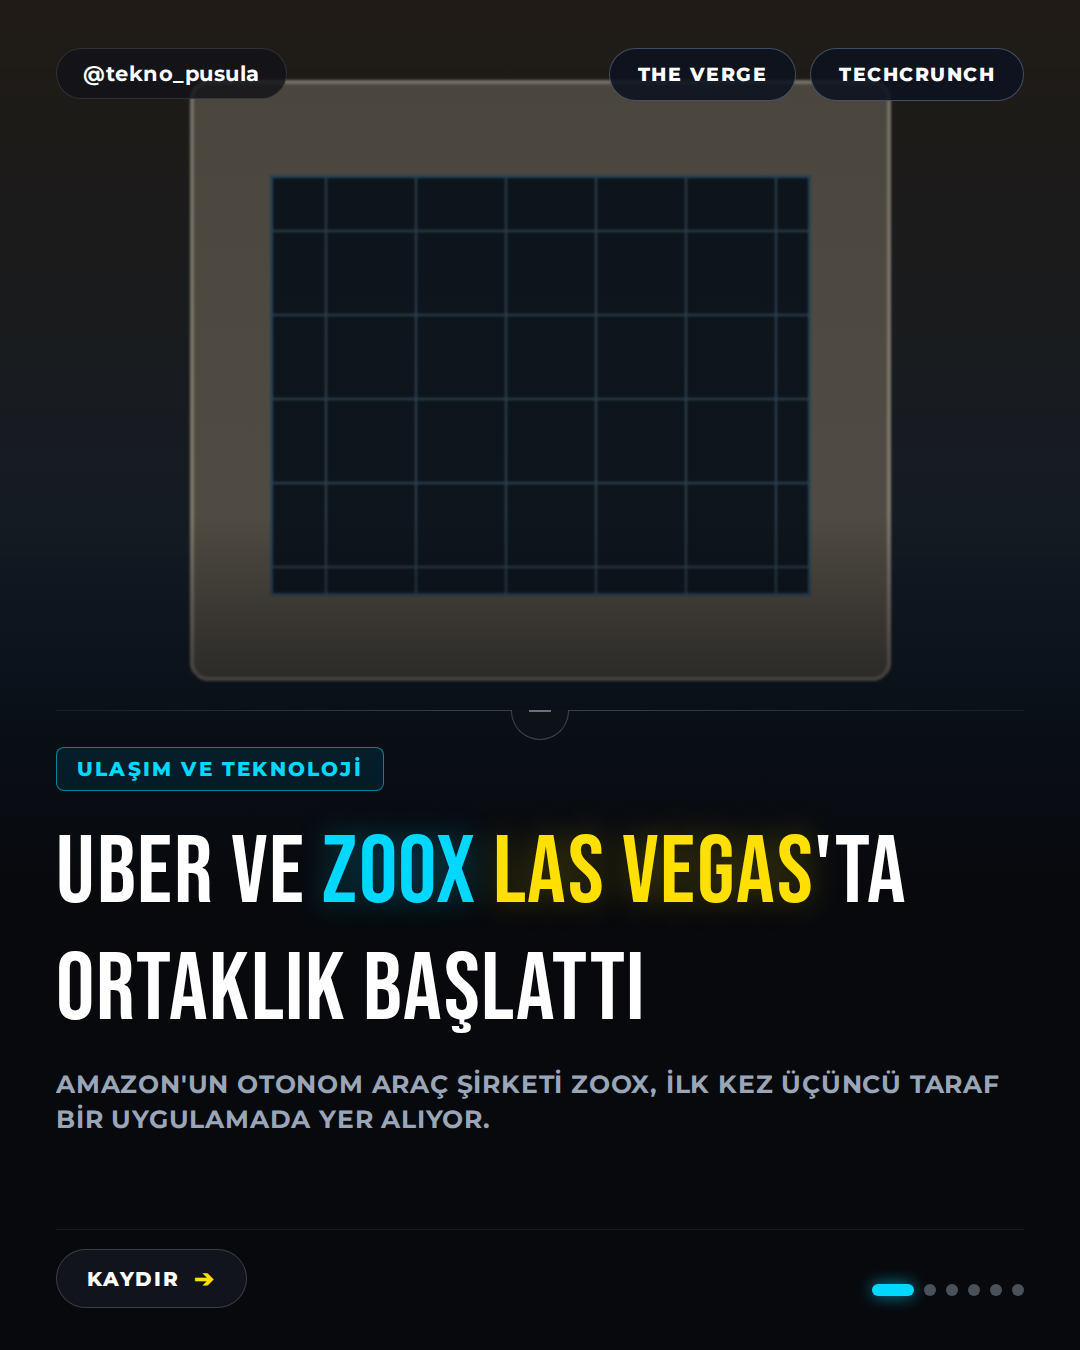 @tekno_pusula
THE VERGE
TECHCRUNCH
ULAŞIM VE TEKNOLOJİ
UBER VE ZOOX LAS VEGAS'TA
ORTAKLIK BAŞLATTI
AMAZON'UN OTONOM ARAÇ ŞİRKETİ ZOOX, İLK KEZ ÜÇÜNCÜ TARAF
BİR UYGULAMADA YER ALIYOR.
KAYDIR ➔